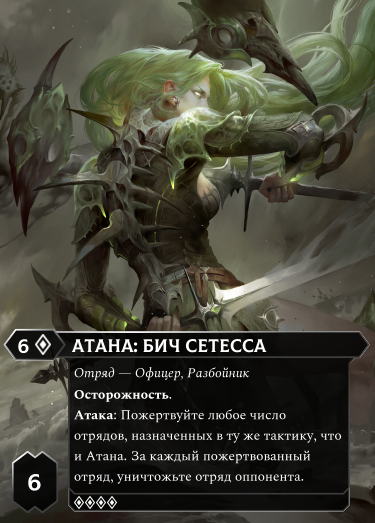 6 АТАНА: БИЧ СЕТЕССА
Отряд — Офицер, Разбойник
Осторожность.
Атака: Пожертвуйте любое число
отрядов, назначенных в ту же тактику, что
и Атана. За каждый пожертвованный
отряд, уничтожьте отряд оппонента.
6